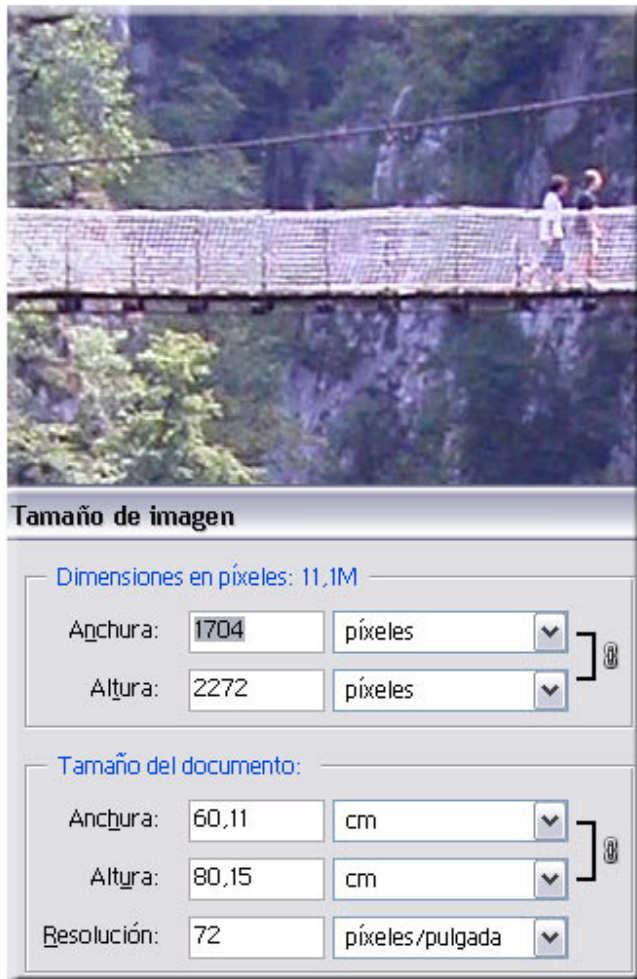 Tamaño de imagen
Dimensiones en píxeles: 11,1M
Anchura: 1704 píxeles
Altura: 2272 píxeles
Tamaño del documento:
Anchura: 60,11 cm
Altura: 80,15 cm
Resolución: 72 píxeles/pulgada